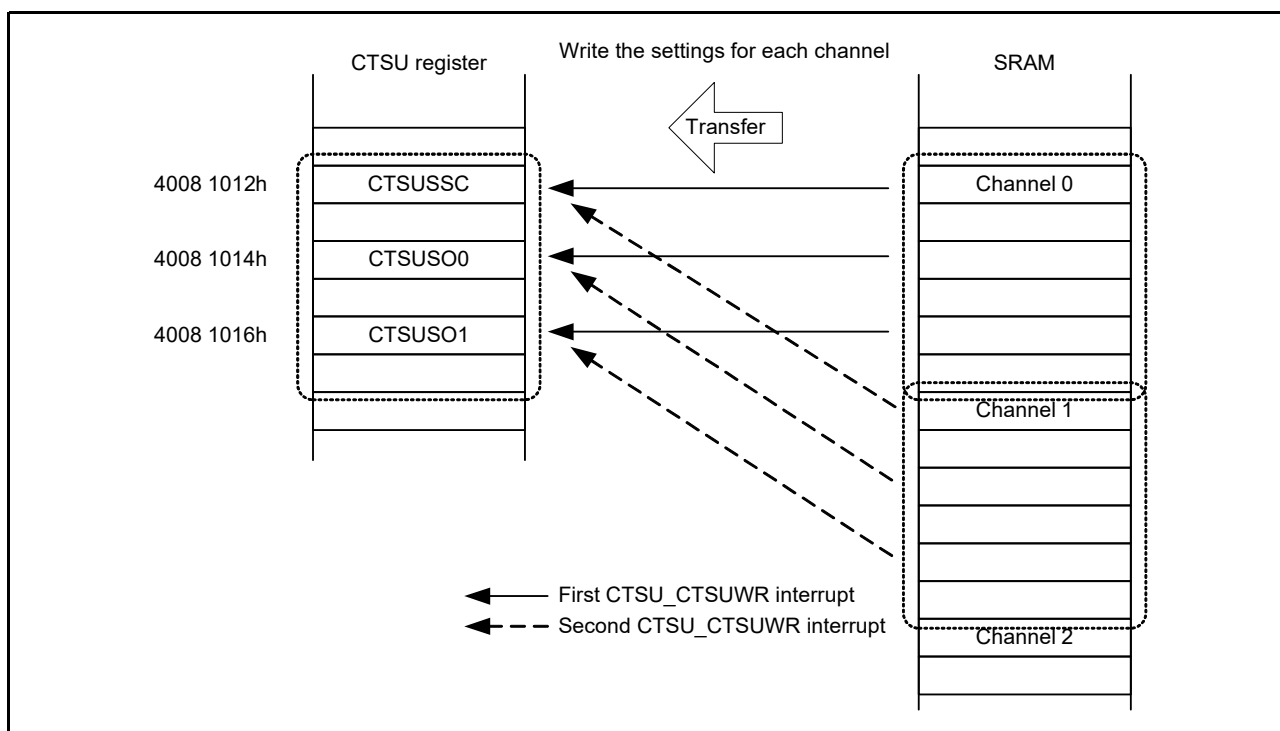 Write the settings for each channel
CTSU register
SRAM
Transfer
4008 1012h
CTSUSSC
Channel 0
4008 1014h
CTSUSO0
4008 1016h
CTSUSO1
Channel 1
First CTSU_CTSUWR interrupt
Second CTSU_CTSUWR interrupt
Channel 2